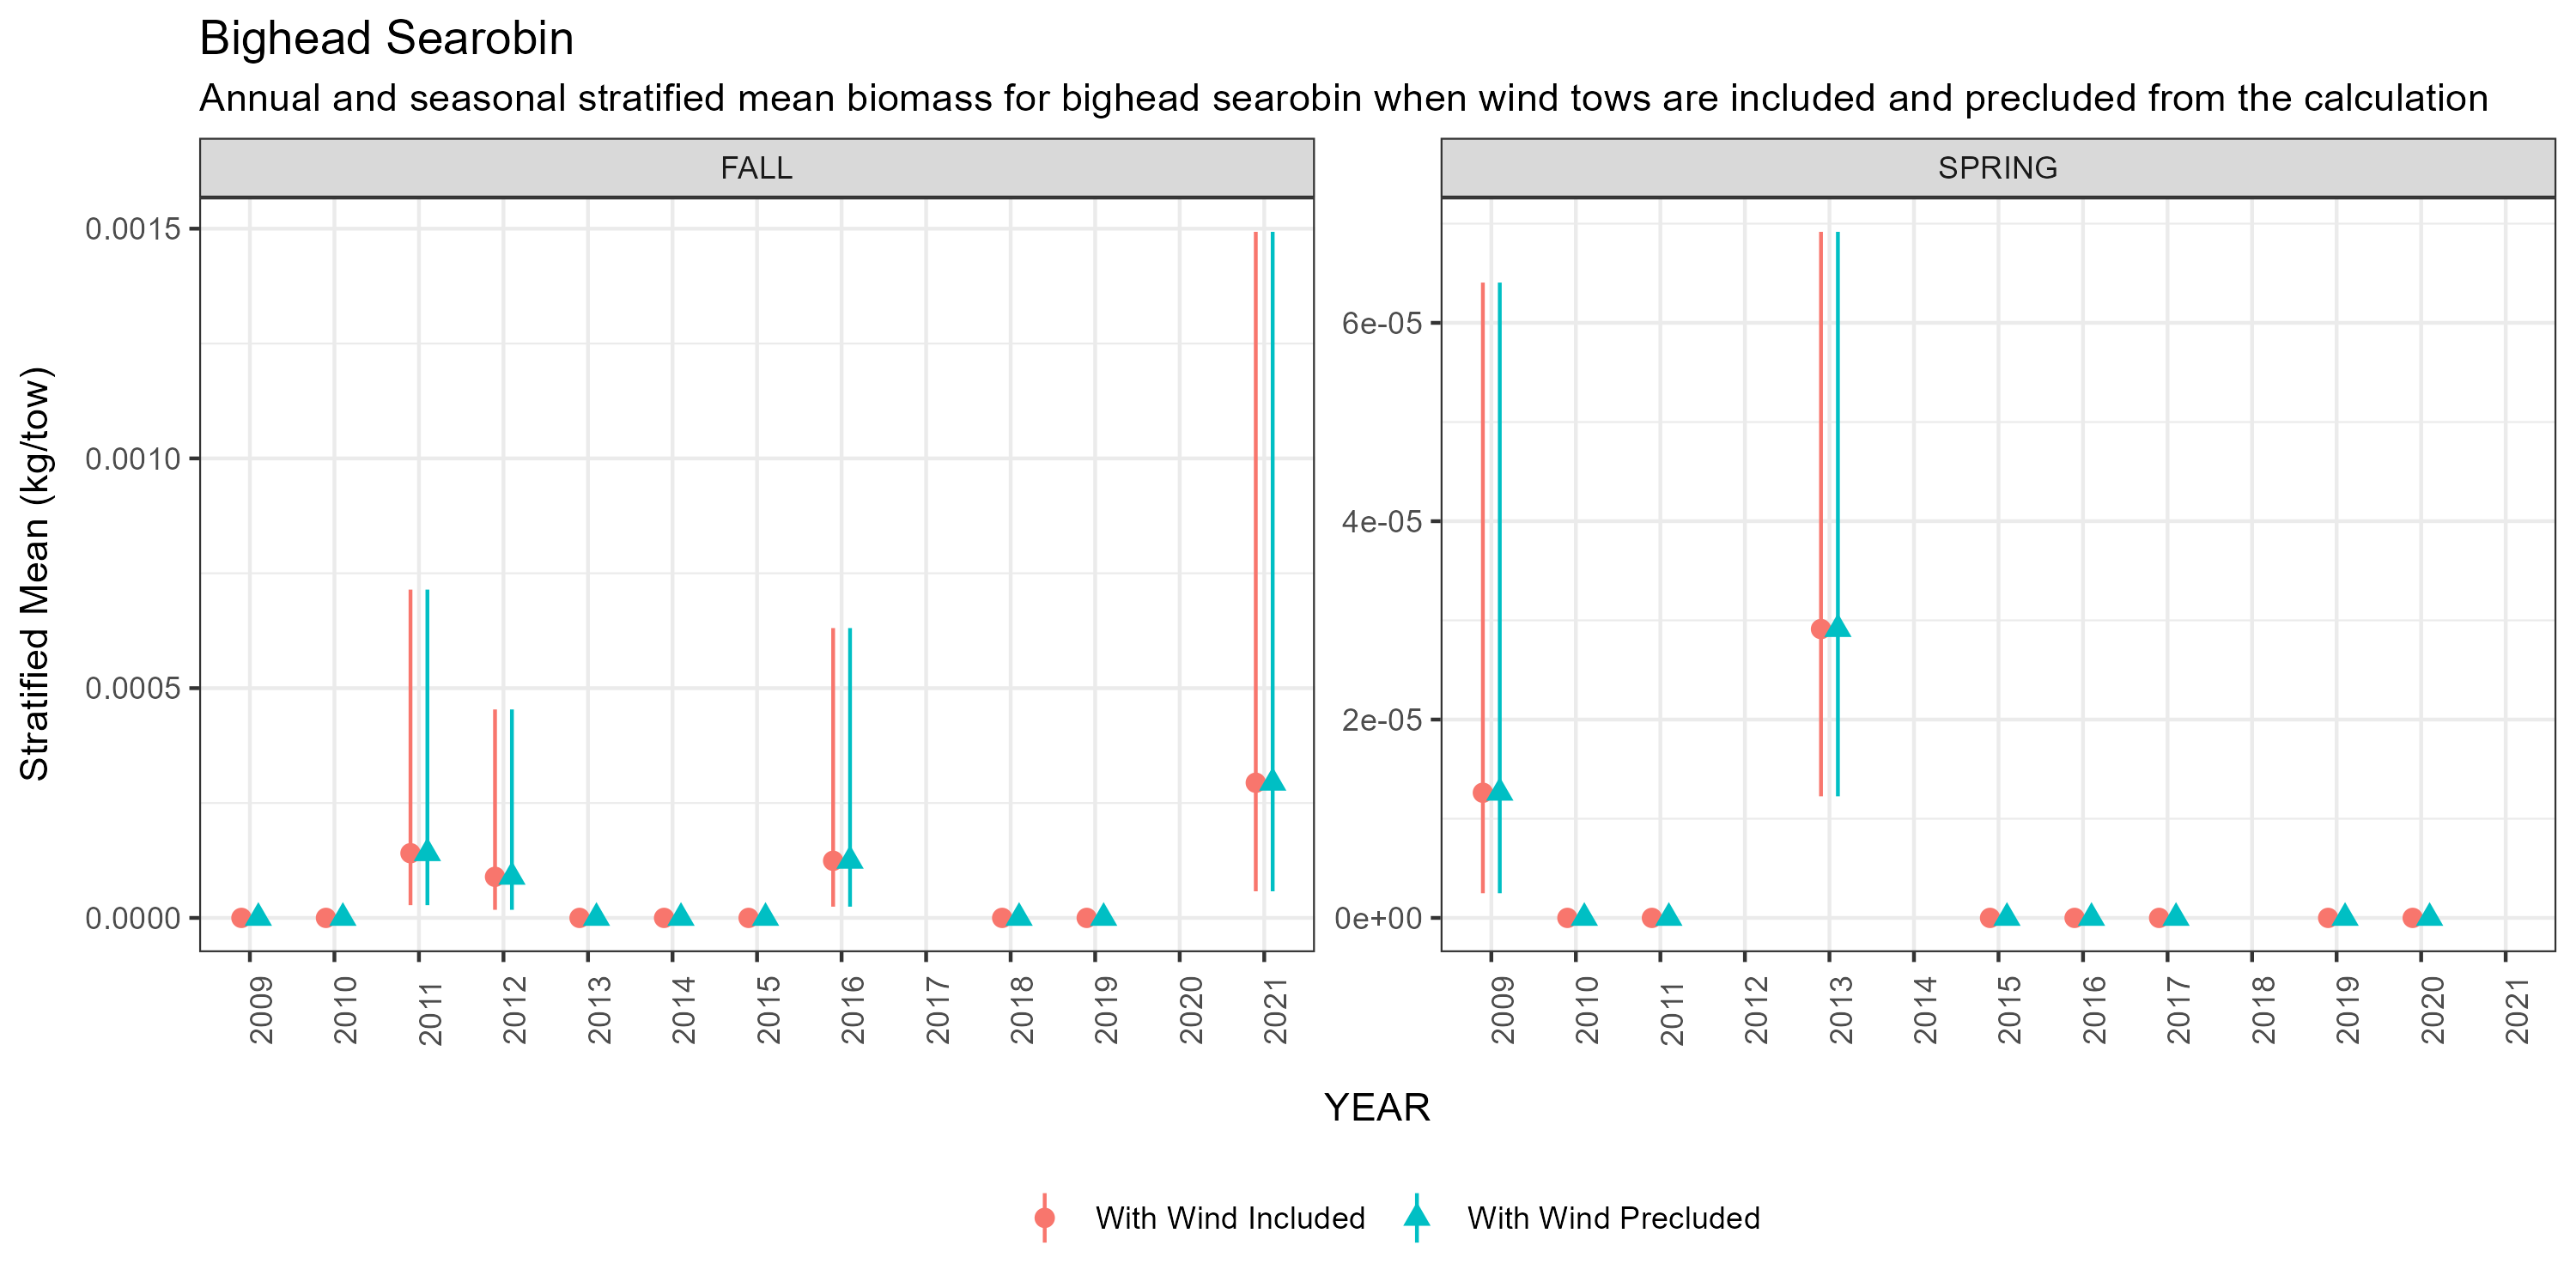 Bighead Searobin
Annual and seasonal stratified mean biomass for bighead searobin when wind tows are included and precluded from the calculation
FALL
SPRING
Stratified Mean (kg/tow)
0.0015
0.0010
0.0005
0.0000
6e-05
4e-05
2e-05
0e+00
2009 2010 2011 2012 2013 2014 2015 2016 2017 2018 2019 2020 2021
2009 2010 2011 2012 2013 2014 2015 2016 2017 2018 2019 2020 2021
YEAR
With Wind Included
With Wind Precluded